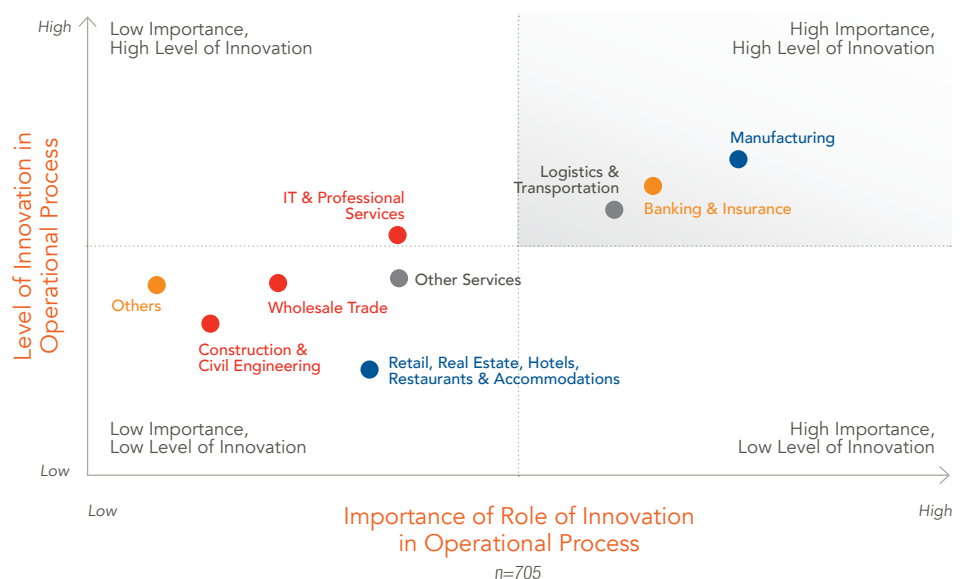 High
Low Importance,
High Level of Innovation
High Importance,
High Level of Innovation
Level of Innovation in
Operational Process
Manufacturing
Logistics &
Transportation
Banking & Insurance
IT & Professional
Services
Other Services
Others
Wholesale Trade
Construction &
Civil Engineering
Retail, Real Estate, Hotels,
Restaurants & Accommodations
Low Importance,
Low Level of Innovation
High Importance,
Low Level of Innovation
Low
Low
High
Importance of Role of Innovation
in Operational Process
n=705